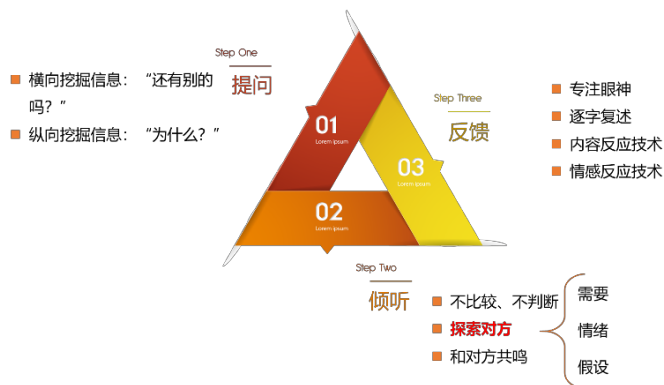 Step One
提问
横向挖掘信息：“还有别的
吗？”
纵向挖掘信息：“为什么？”
01
Lorem ipsum
Step Three
反馈
专注眼神
逐字复述
内容反应技术
情感反应技术
03
Lorem ipsum
02
Lorem ipsum
Step Two
倾听
不比较、不判断
探索对方
和对方共鸣
需要
情绪
假设